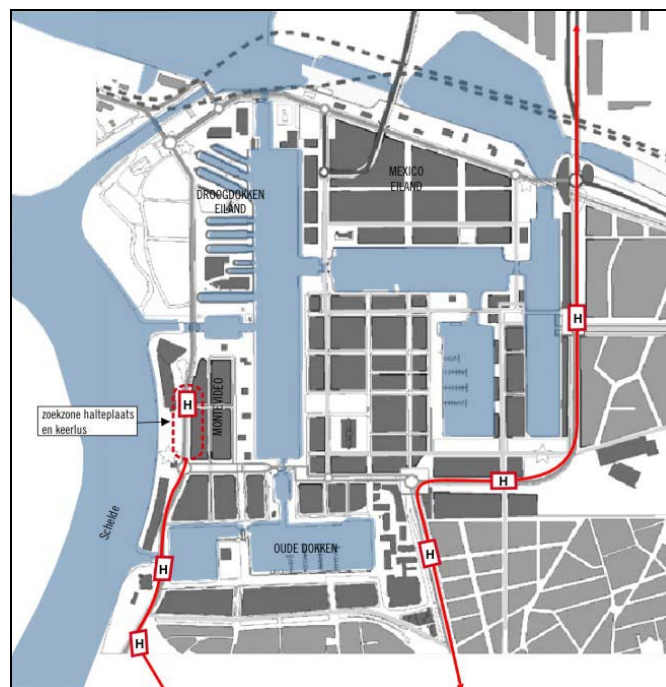 DROOGDOKKEN
EILAND
MEXICO
EILAND
H
zoekzone halteplaats
en keerlus
H
MONTEVIDEO
H
Schelde
H
H
OUDE DOKKEN
H